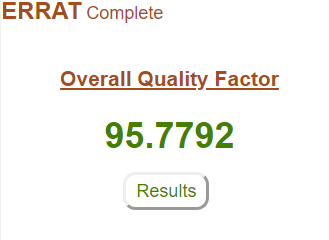 ERRAT Complete
Overall Quality Factor
95.7792
Results